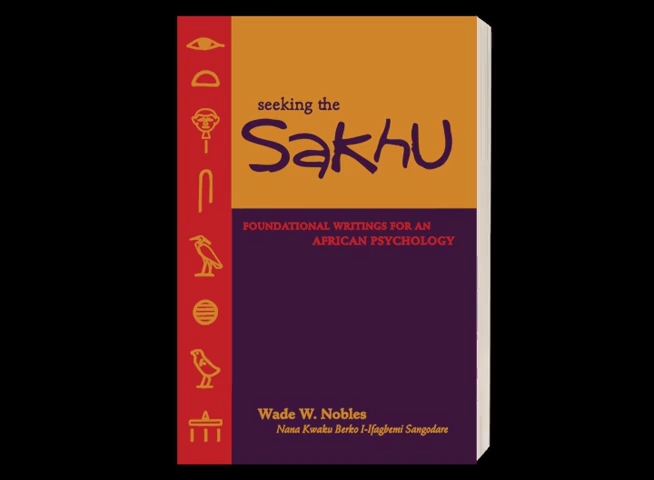 seeking the
Sakhu
FOUNDATIONAL WRITINGS FOR AN
AFRICAN PSYCHOLOGY
Wade W. Nobles
Nana Kwaku Berko I-Ifagbemi Sangodare